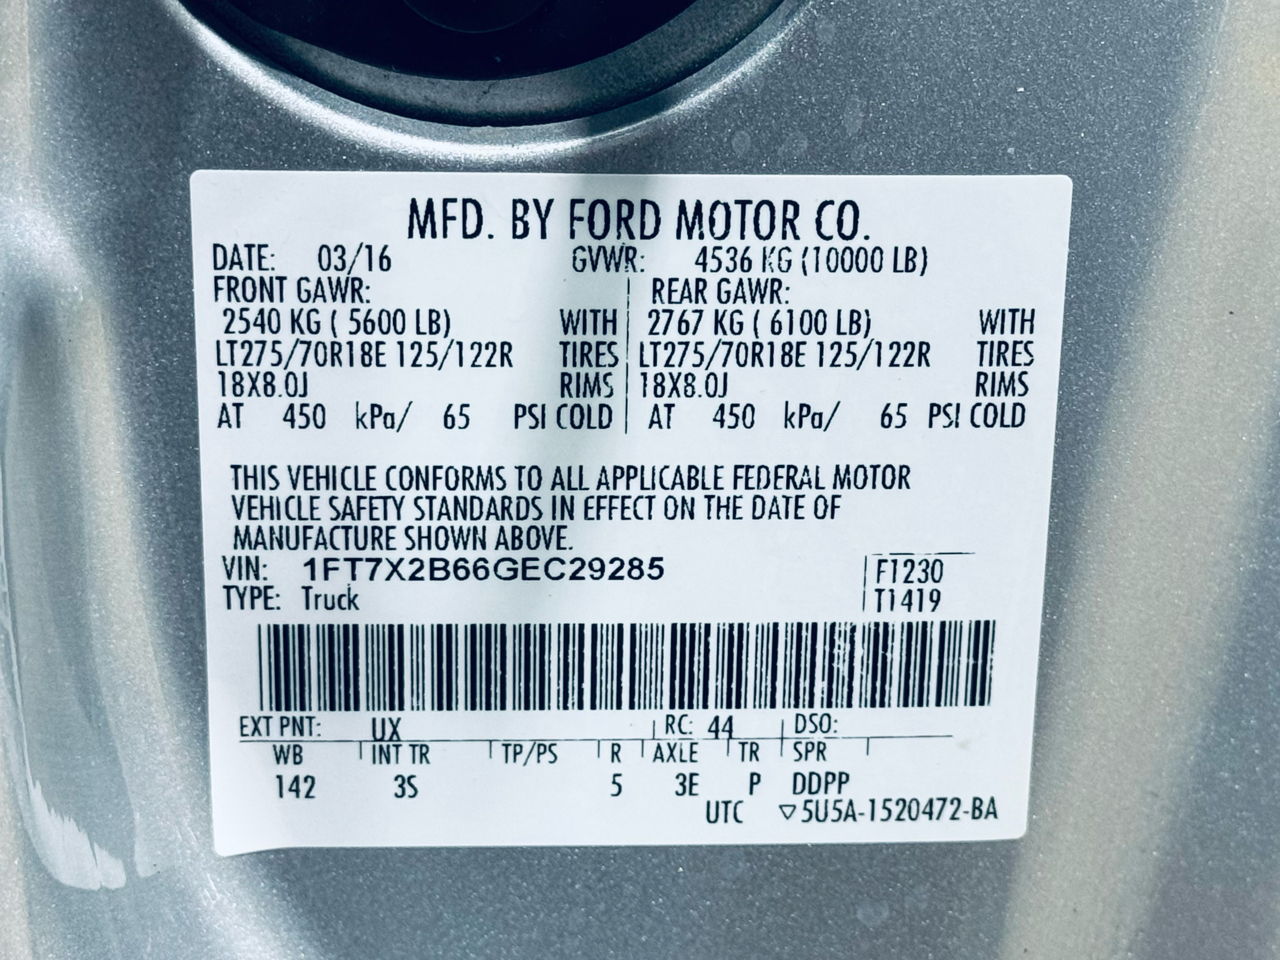 MFD. BY FORD MOTOR CO.
DATE: 03/16 GVWR: 4536 KG (10000 LB)
FRONT GAWR: REAR GAWR:
2540 KG ( 5600 LB) WITH 2767 KG ( 6100 LB) WITH
LT275/70R18E 125/122R TIRES LT275/70R18E 125/122R TIRES
18X8.0J RIMS 18X8.0J RIMS
AT 450 kPa/ 65 PSI COLD AT 450 kPa/ 65 PSI COLD
THIS VEHICLE CONFORMS TO ALL APPLICABLE FEDERAL MOTOR
VEHICLE SAFETY STANDARDS IN EFFECT ON THE DATE OF
MANUFACTURE SHOWN ABOVE.
VIN: 1FT7X2B66GEC29285 F1230
TYPE: Truck T1419
EXT PNT: UX RC: 44 DSO:
WB INT TR TP/PS R AXLE TR SPR
142 3S 5 3E P DDPP
UTC ▽5U5A-1520472-BA